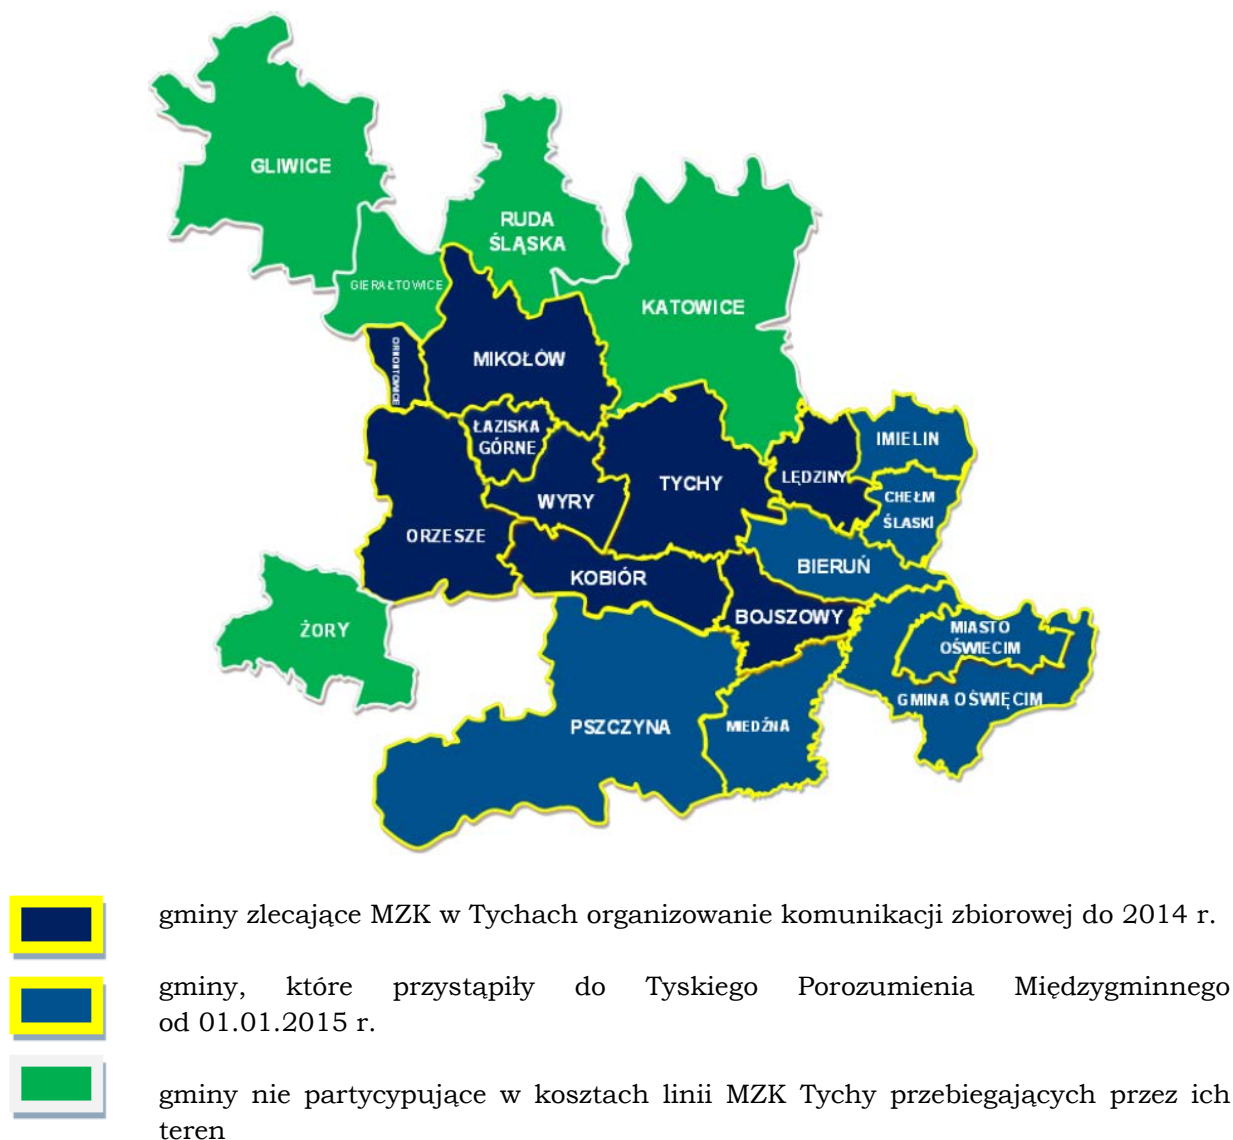 GLIWICE
RUDA
ŚLĄSKA
GIERAŁTOWICE
KATOWICE
ORNONTOWICE
MIKOŁÓW
ŁAZISKA
GÓRNE
IMIELIN
TYCHY
LĘDZINY
WYRY
CHEŁM
ŚLASKI
ORZESZE
BIERUŃ
KOBIÓR
BOJSZOWY
ŻORY
MIASTO
OŚWIECIM
GMINA OŚWIĘCIM
PSZCZYNA
MIEDŹNA
gminy zlecające MZK w Tychach organizowanie komunikacji zbiorowej do 2014 r.
gminy, które przystąpiły do Tyskiego Porozumienia Międzygminnego
od 01.01.2015 r.
gminy nie partycypujące w kosztach linii MZK Tychy przebiegających przez ich
teren